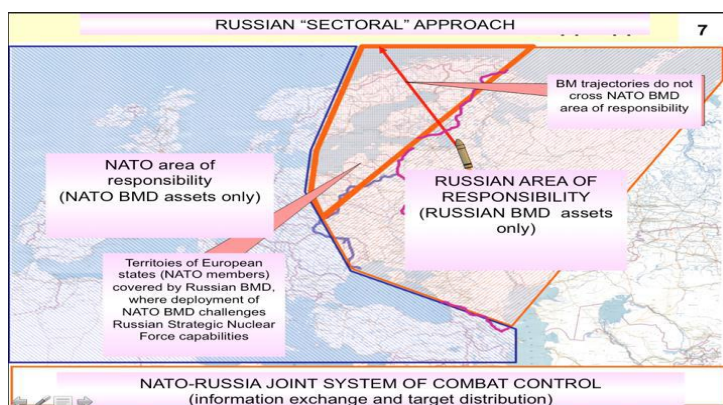 RUSSIAN “SECTORAL” APPROACH
7
BM trajectories do not
cross NATO BMD
area of responsibility
NATO area of
responsibility
(NATO BMD assets only)
RUSSIAN AREA OF
RESPONSIBILITY
(RUSSIAN BMD assets
only)
Territoies of European
states (NATO members)
covered by Russian BMD,
where deployment of
NATO BMD challenges
Russian Strategic Nuclear
Force capabilities
NATO-RUSSIA JOINT SYSTEM OF COMBAT CONTROL
(information exchange and target distribution)